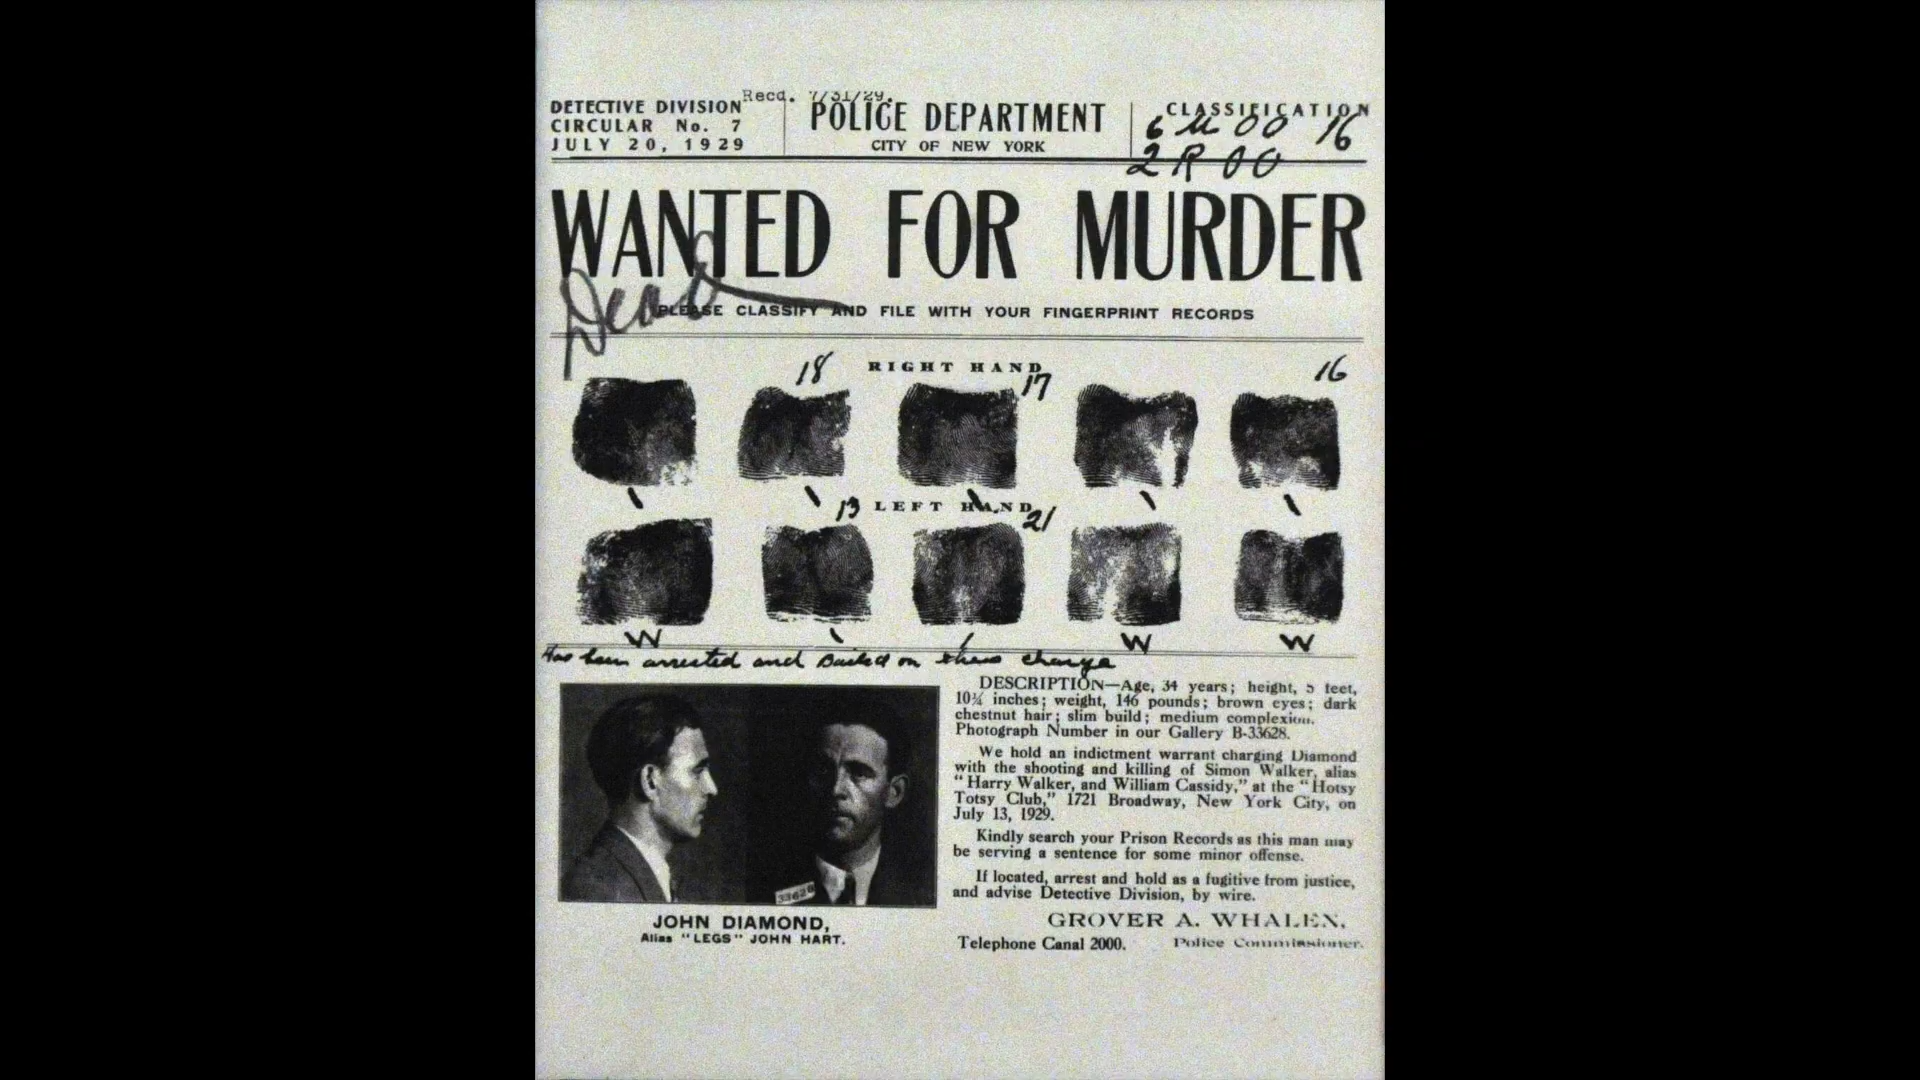 Recd. 7/31/29.
DETECTIVE DIVISION
CIRCULAR No. 7
JULY 20, 1929
POLICE DEPARTMENT
CITY OF NEW YORK
CLASSIFICATION
6 M 00 16
2 R 00
WANTED FOR MURDER
Dead
PLEASE CLASSIFY AND FILE WITH YOUR FINGERPRINT RECORDS
RIGHT HAND
18 17 16
LEFT HAND
13 21
W W W
Has been arrested and Bailed on this charge
33628
JOHN DIAMOND,
Alias "LEGS" JOHN HART.
DESCRIPTION—Age, 34 years; height, 5 feet,
10¼ inches; weight, 146 pounds; brown eyes; dark
chestnut hair; slim build; medium complexion.
Photograph Number in our Gallery B-33628.
We hold an indictment warrant charging Diamond
with the shooting and killing of Simon Walker, alias
"Harry Walker, and William Cassidy," at the "Hotsy
Totsy Club," 1721 Broadway, New York City, on
July 13, 1929.
Kindly search your Prison Records as this man may
be serving a sentence for some minor offense.
If located, arrest and hold as a fugitive from justice,
and advise Detective Division, by wire.
GROVER A. WHALEN,
Telephone Canal 2000. Police Commissioner.